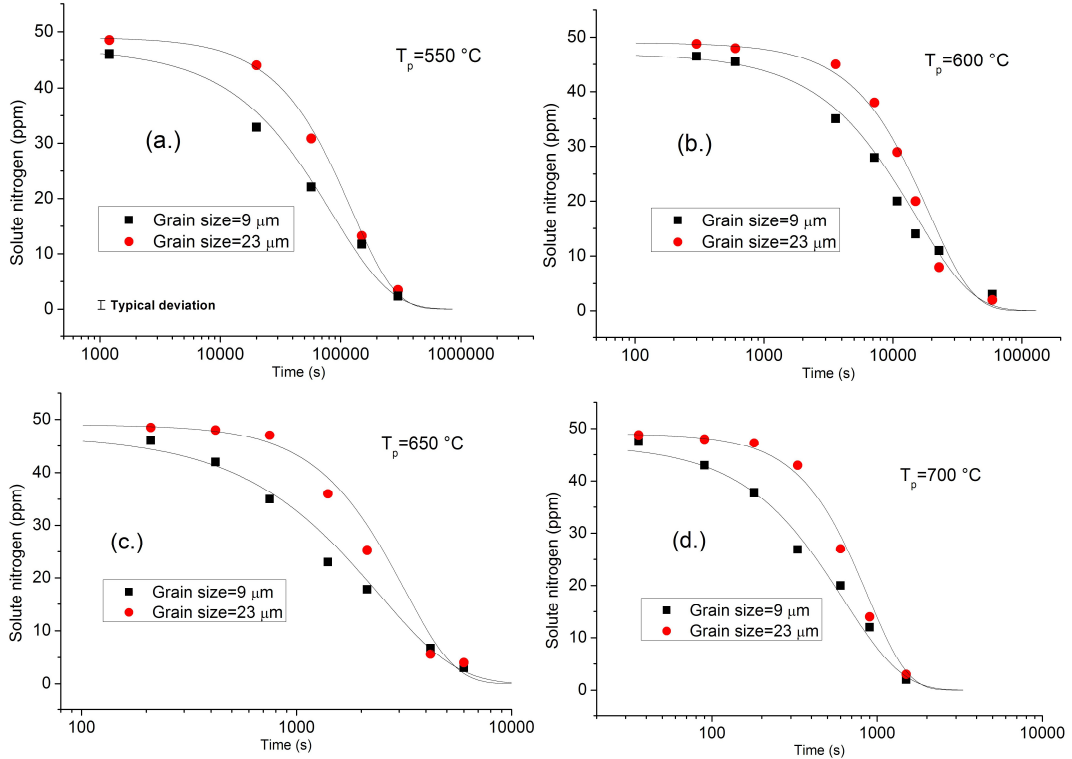 50
40
30
20
10
0
Solute nitrogen (ppm)
T_p=550 °C
(a.)
Grain size=9 μm
Grain size=23 μm
Typical deviation
1000
10000
100000
1000000
Time (s)
50
40
30
20
10
0
Solute nitrogen (ppm)
T_p=600 °C
(b.)
Grain size=9 μm
Grain size=23 μm
100
1000
10000
100000
Time (s)
50
40
30
20
10
0
Solute nitrogen (ppm)
T_p=650 °C
(c.)
Grain size=9 μm
Grain size=23 μm
100
1000
10000
Time (s)
50
40
30
20
10
0
Solute nitrogen (ppm)
T_p=700 °C
(d.)
Grain size=9 μm
Grain size=23 μm
100
1000
10000
Time (s)